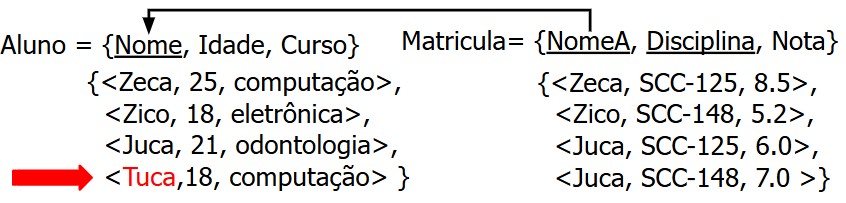 Aluno = {Nome, Idade, Curso}
{<Zeca, 25, computação>,
<Zico, 18, eletrônica>,
<Juca, 21, odontologia>,
<Tuca,18, computação> }
Matricula= {NomeA, Disciplina, Nota}
{<Zeca, SCC-125, 8.5>,
<Zico, SCC-148, 5.2>,
<Juca, SCC-125, 6.0>,
<Juca, SCC-148, 7.0 >}